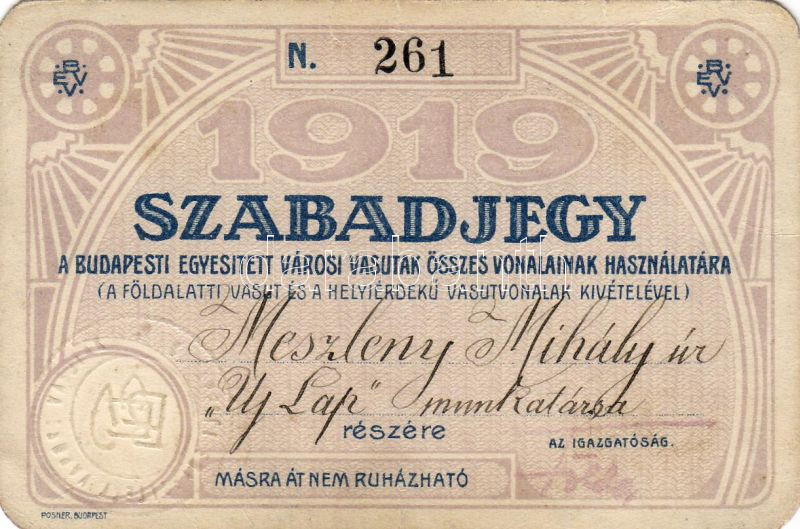 B.E.V.V. N. 261 B.E.V.V.
1919
SZABADJEGY
A BUDAPESTI EGYESITETT VÁROSI VASUTAK ÖSSZES VONALAINAK HASZNÁLATÁRA
(A FÖLDALATTI VASUT ÉS A HELYIÉRDEKŰ VASUTVONALAK KIVÉTELÉVEL)
Meszleny Mihály úr
"Uj Lap" munkatársa
részére
AZ IGAZGATÓSÁG.
MÁSRA ÁT NEM RUHÁZHATÓ
POSNER, BUDAPEST